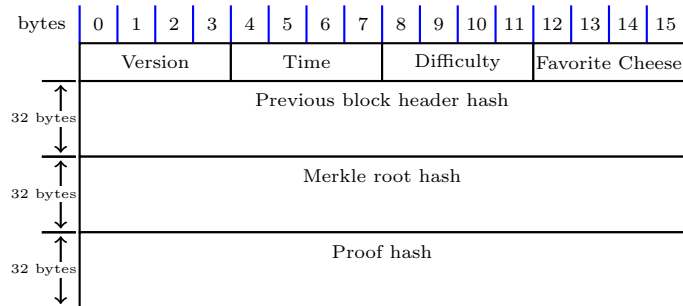 bytes 0 1 2 3 4 5 6 7 8 9 10 11 12 13 14 15
Version Time Difficulty Favorite Cheese
Previous block header hash
32 bytes
Merkle root hash
32 bytes
Proof hash
32 bytes